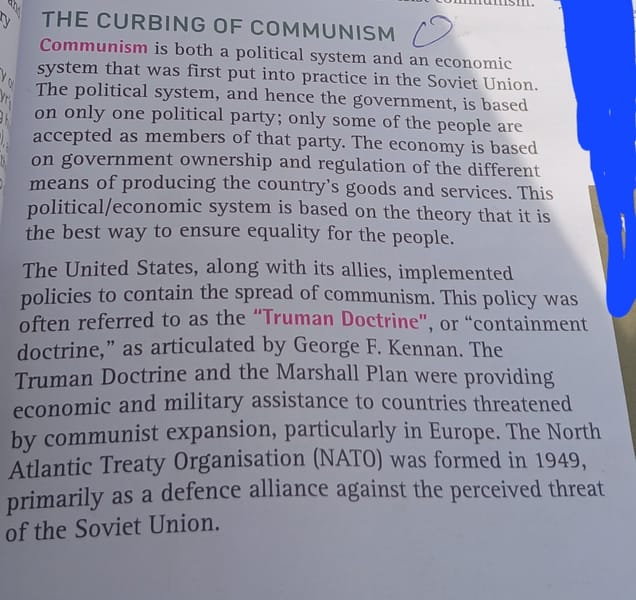 THE CURBING OF COMMUNISM
Communism is both a political system and an economic
system that was first put into practice in the Soviet Union.
The political system, and hence the government, is based
on only one political party; only some of the people are
accepted as members of that party. The economy is based
on government ownership and regulation of the different
means of producing the country's goods and services. This
political/economic system is based on the theory that it is
the best way to ensure equality for the people.
The United States, along with its allies, implemented
policies to contain the spread of communism. This policy was
often referred to as the "Truman Doctrine", or "containment
doctrine," as articulated by George F. Kennan. The
Truman Doctrine and the Marshall Plan were providing
economic and military assistance to countries threatened
by communist expansion, particularly in Europe. The North
Atlantic Treaty Organisation (NATO) was formed in 1949,
primarily as a defence alliance against the perceived threat
of the Soviet Union.